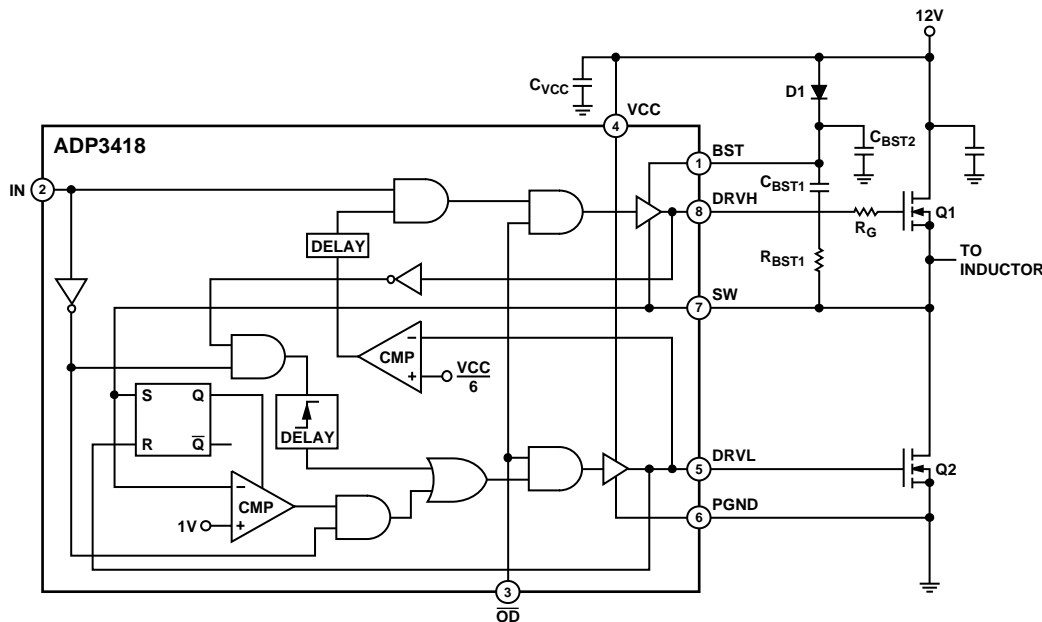 12V
D1
CVCC
VCC
4
ADP3418
BST
1
CBST2
CBST1
IN
2
DRVH
8
RG
Q1
DELAY
RBST1
TO
INDUCTOR
SW
7
CMP
−
+
VCC
6
S Q
R Q̅
DELAY
DRVL
5
Q2
−
CMP
+
1V
PGND
6
3
O̅D̅